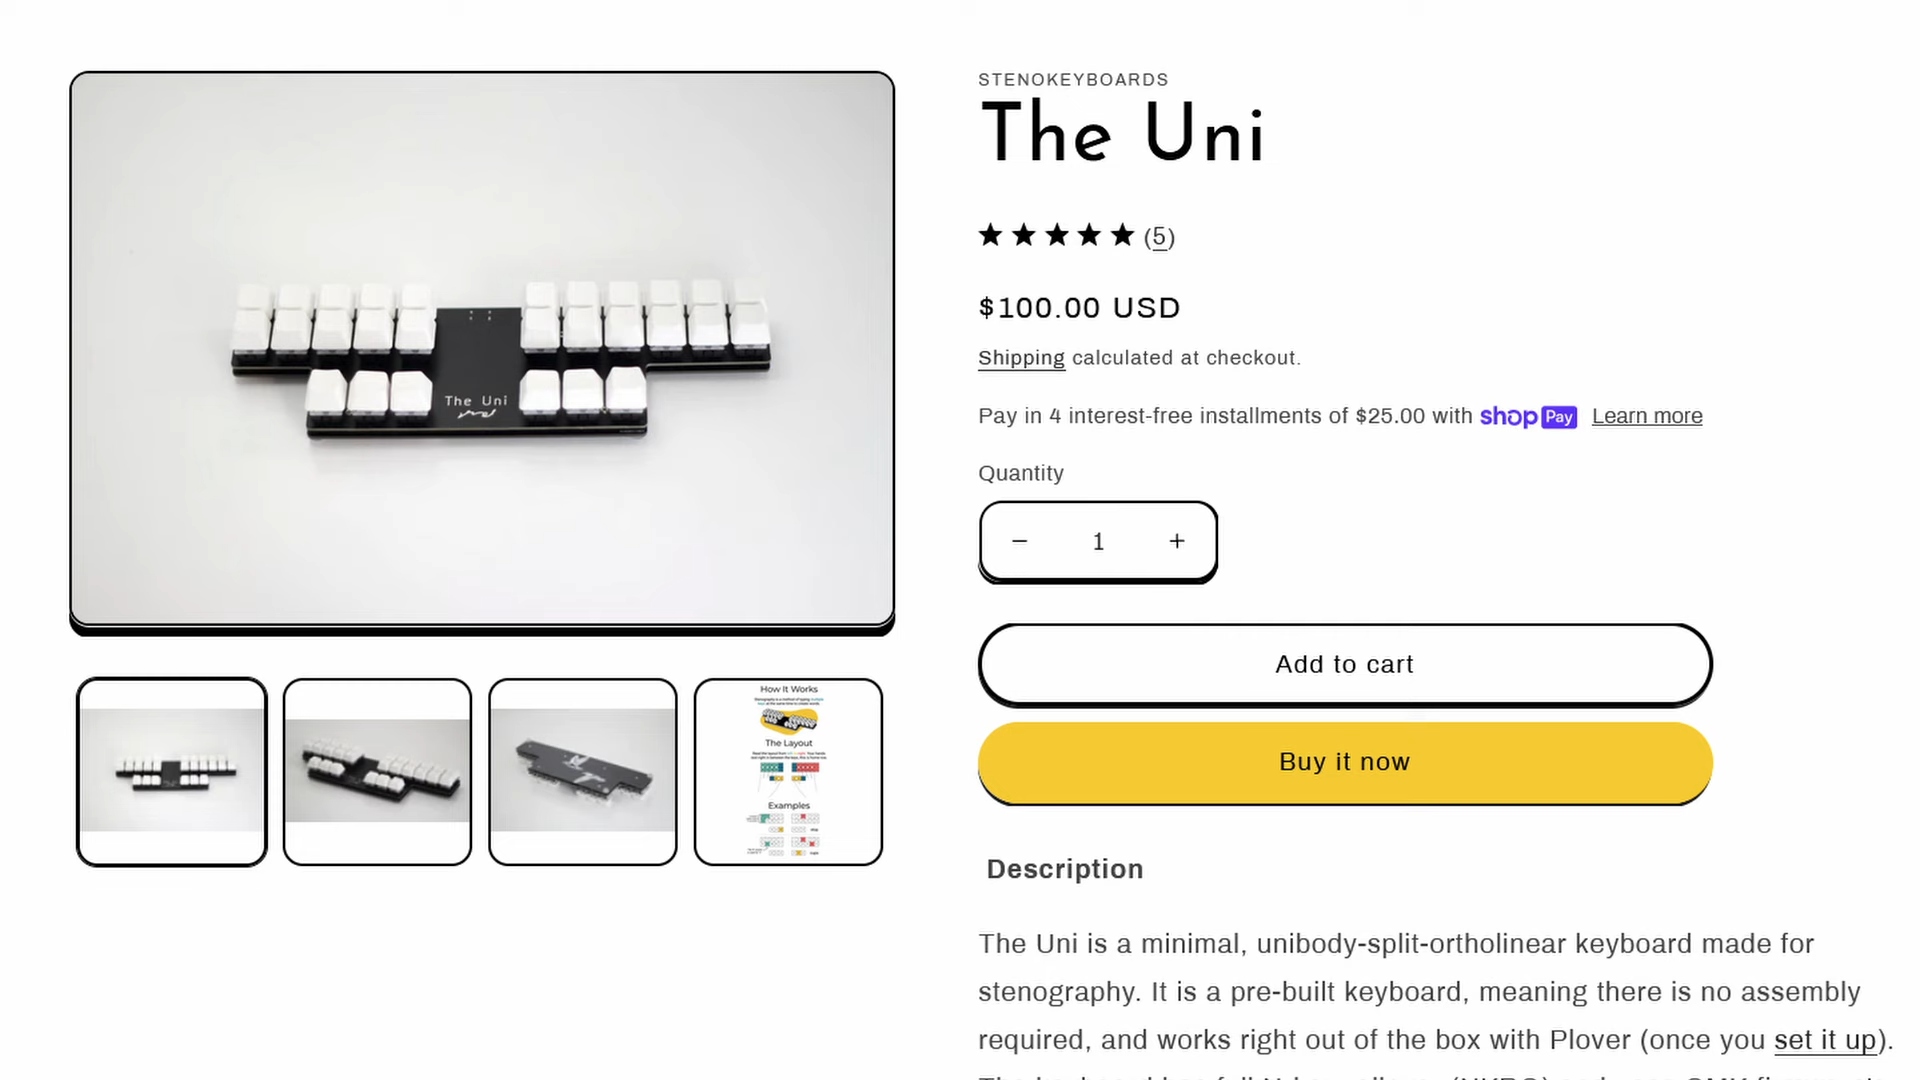 STENOKEYBOARDS
The Uni
(5)
$100.00 USD
Shipping calculated at checkout.
Pay in 4 interest-free installments of $25.00 with shop Pay Learn more
Quantity
− 1 +
Add to cart
Buy it now
Description
The Uni is a minimal, unibody-split-ortholinear keyboard made for
stenography. It is a pre-built keyboard, meaning there is no assembly
required, and works right out of the box with Plover (once you set it up).
The Uni
How It Works
The Layout
Examples